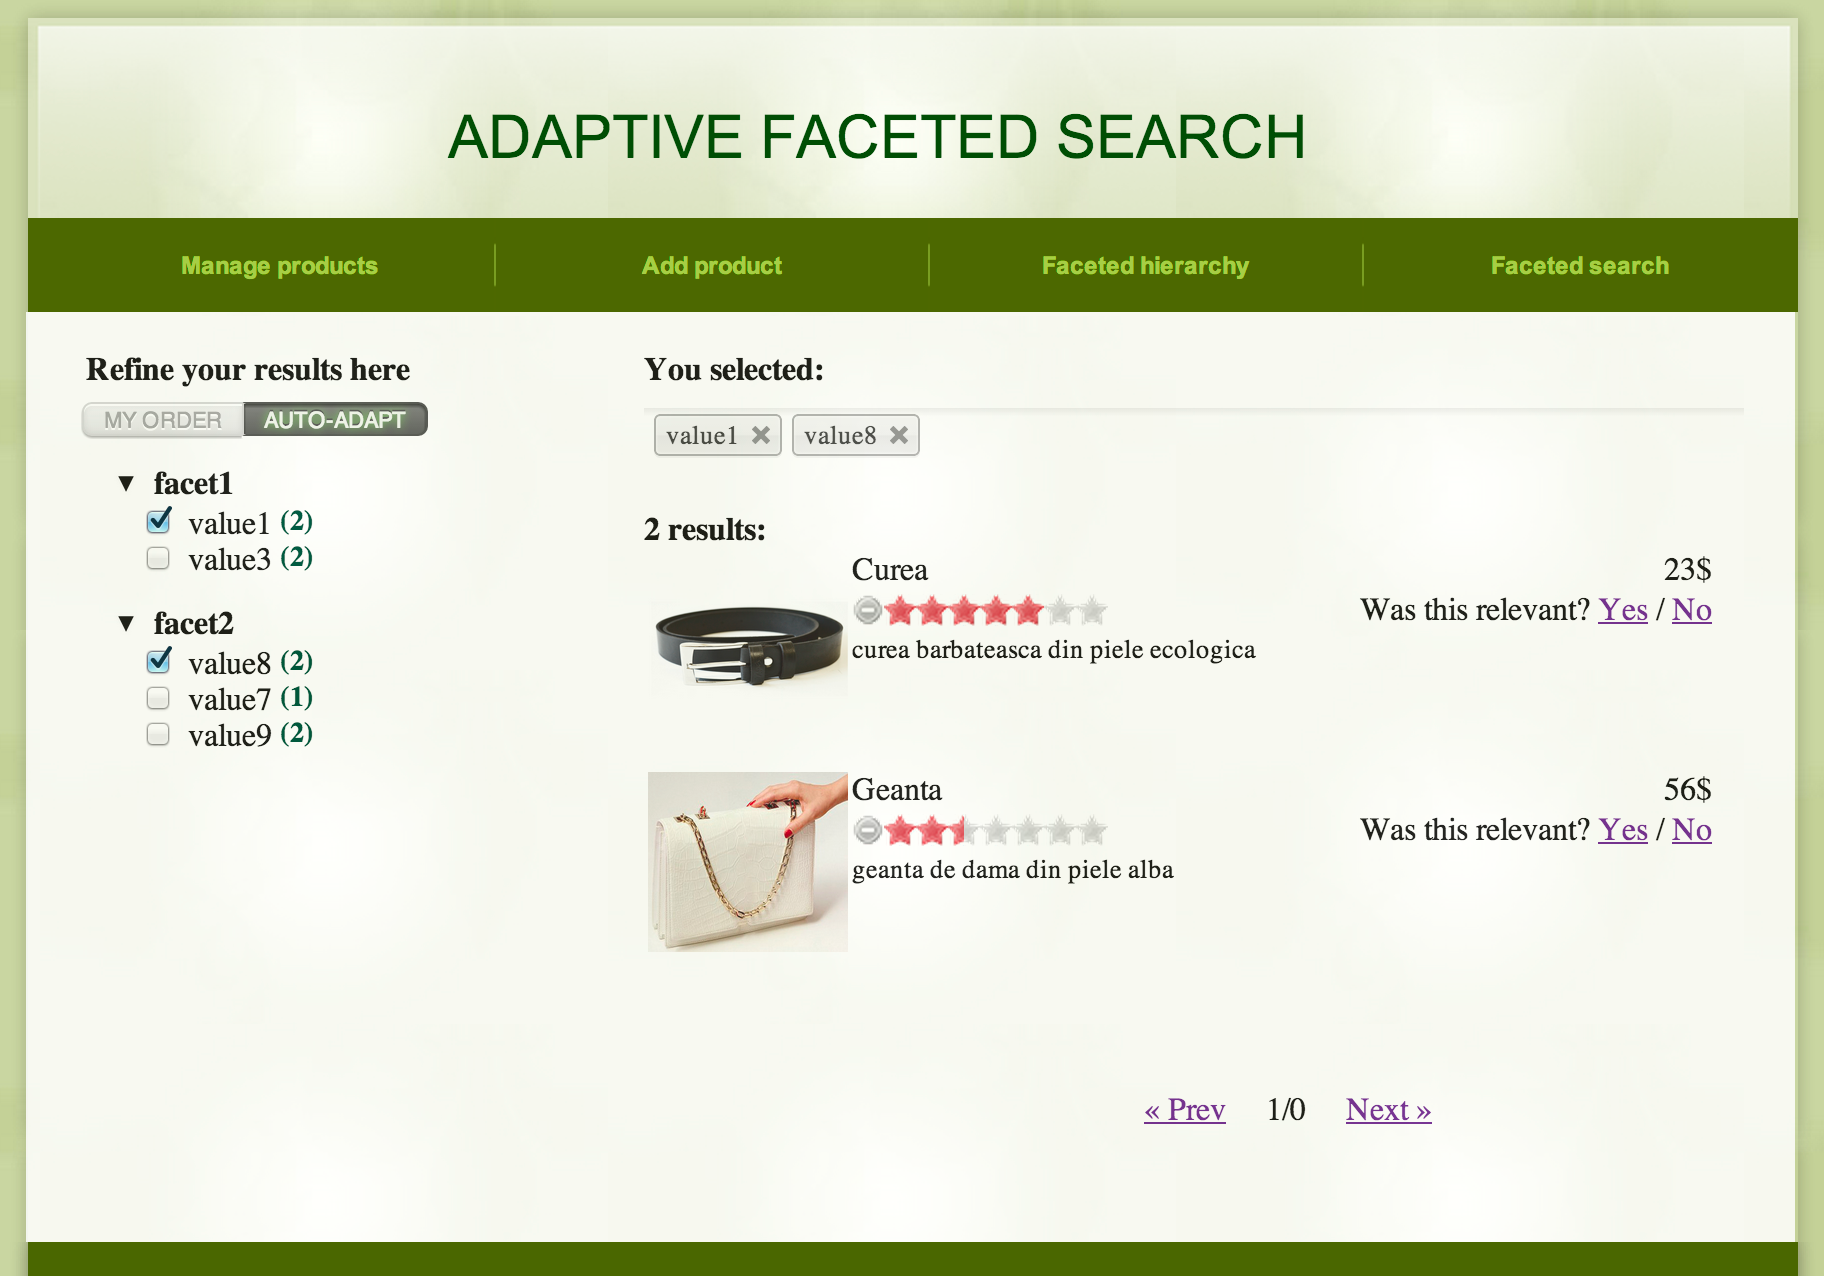 ADAPTIVE FACETED SEARCH
Manage products
Add product
Faceted hierarchy
Faceted search
Refine your results here
MY ORDER
AUTO-ADAPT
▼ facet1
value1 (2)
value3 (2)
▼ facet2
value8 (2)
value7 (1)
value9 (2)
You selected:
value1 ✖
value8 ✖
2 results:
Curea
23$
Was this relevant? Yes / No
curea barbateasca din piele ecologica
Geanta
56$
Was this relevant? Yes / No
geanta de dama din piele alba
« Prev 1/0 Next »